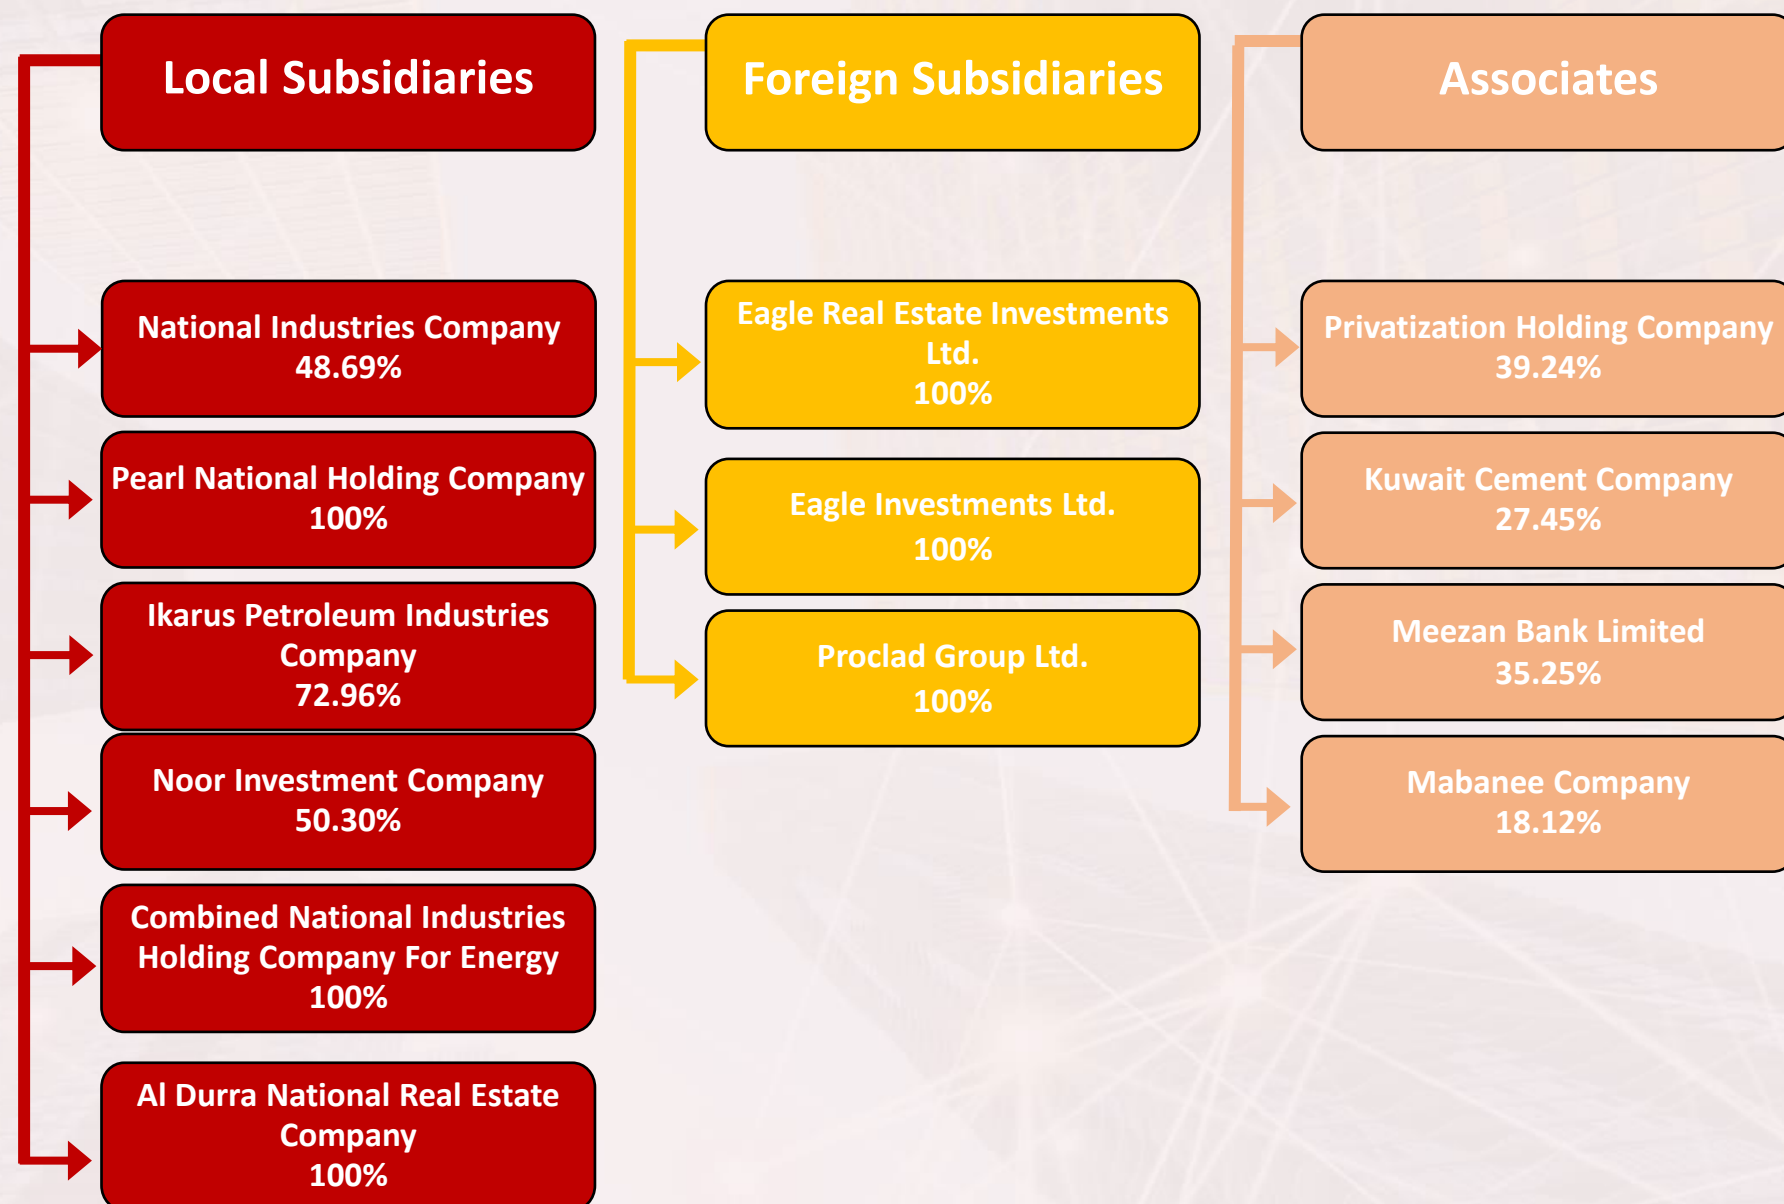 Local Subsidiaries
National Industries Company
48.69%
Pearl National Holding Company
100%
Ikarus Petroleum Industries
Company
72.96%
Noor Investment Company
50.30%
Combined National Industries
Holding Company For Energy
100%
Al Durra National Real Estate
Company
100%
Foreign Subsidiaries
Eagle Real Estate Investments
Ltd.
100%
Eagle Investments Ltd.
100%
Proclad Group Ltd.
100%
Associates
Privatization Holding Company
39.24%
Kuwait Cement Company
27.45%
Meezan Bank Limited
35.25%
Mabanee Company
18.12%